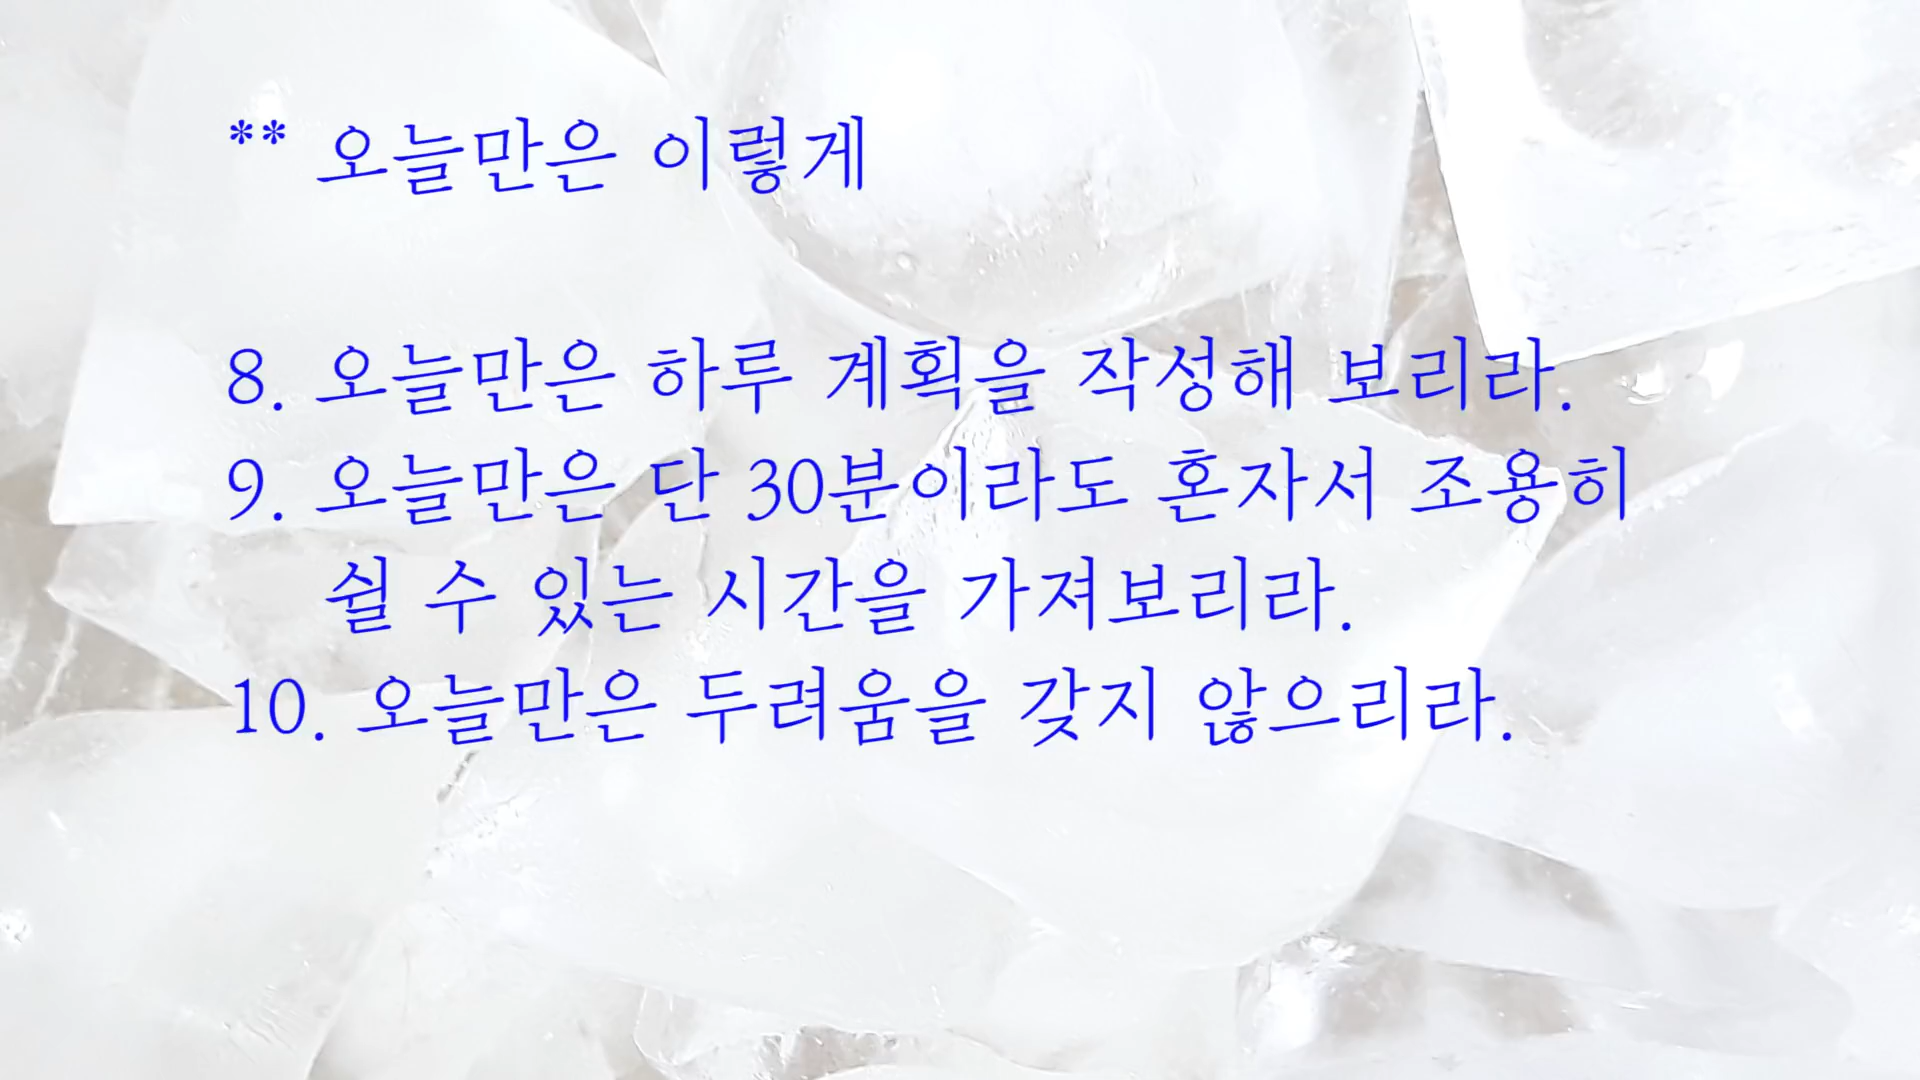 ** 오늘만은 이렇게
8. 오늘만은 하루 계획을 작성해 보리라.
9. 오늘만은 단 30분이라도 혼자서 조용히
쉴 수 있는 시간을 가져보리라.
10. 오늘만은 두려움을 갖지 않으리라.